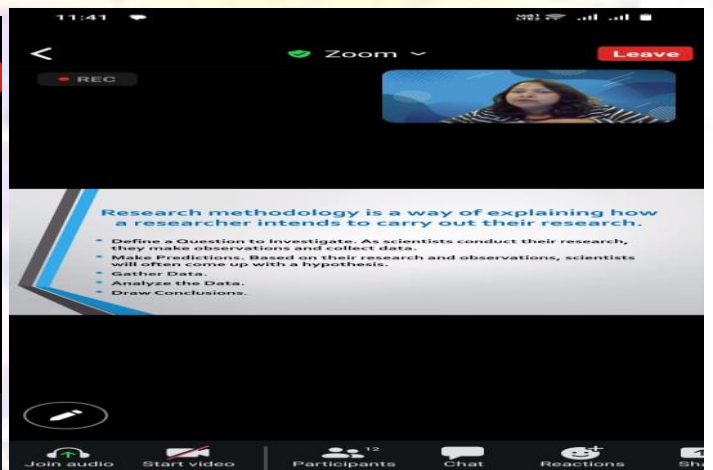 11:41
Zoom
Leave
REC
Research methodology is a way of explaining how
a researcher intends to carry out their research.
Define a Question to Investigate. As scientists conduct their research,
they make observations and collect data.
Make Predictions. Based on their research and observations, scientists
will often come up with a hypothesis.
Gather Data.
Analyze the Data.
Draw Conclusions.
12
Join audio Start video Participants Chat Reactions